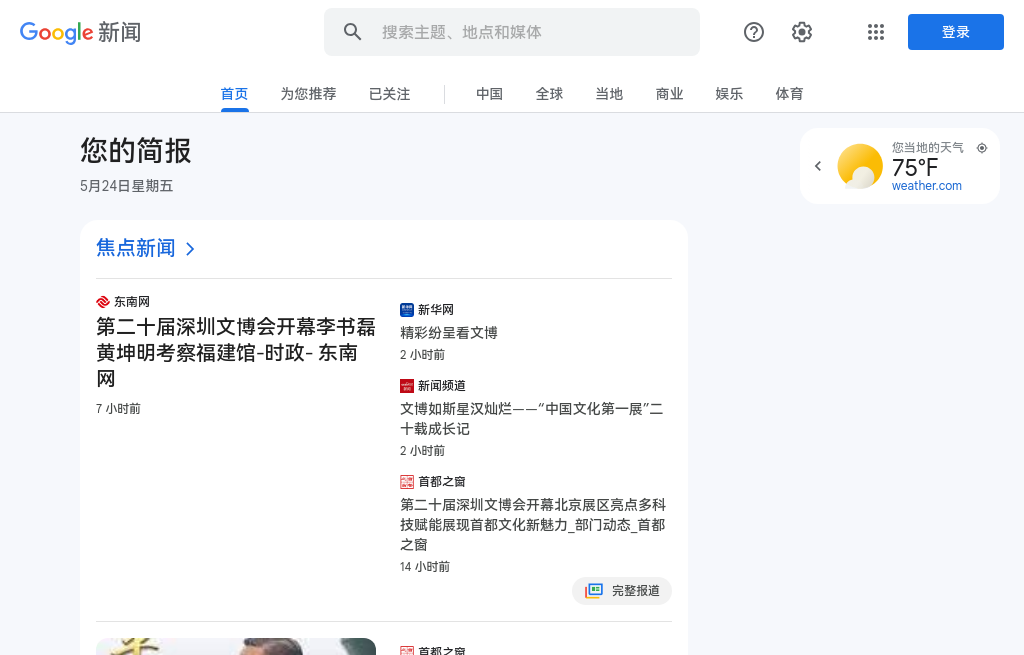 Google 新闻
搜索主题、地点和媒体
登录
首页
为您推荐
已关注
中国
全球
当地
商业
娱乐
体育
您的简报
5月24日星期五
您当地的天气
75°F
weather.com
焦点新闻
东南网
第二十届深圳文博会开幕李书磊
黄坤明考察福建馆-时政- 东南
网
7 小时前
新华网
精彩纷呈看文博
2 小时前
新闻频道
文博如斯星汉灿烂——“中国文化第一展”二
十载成长记
2 小时前
首都之窗
第二十届深圳文博会开幕北京展区亮点多科
技赋能展现首都文化新魅力_部门动态_首都
之窗
14 小时前
完整报道
首都之窗